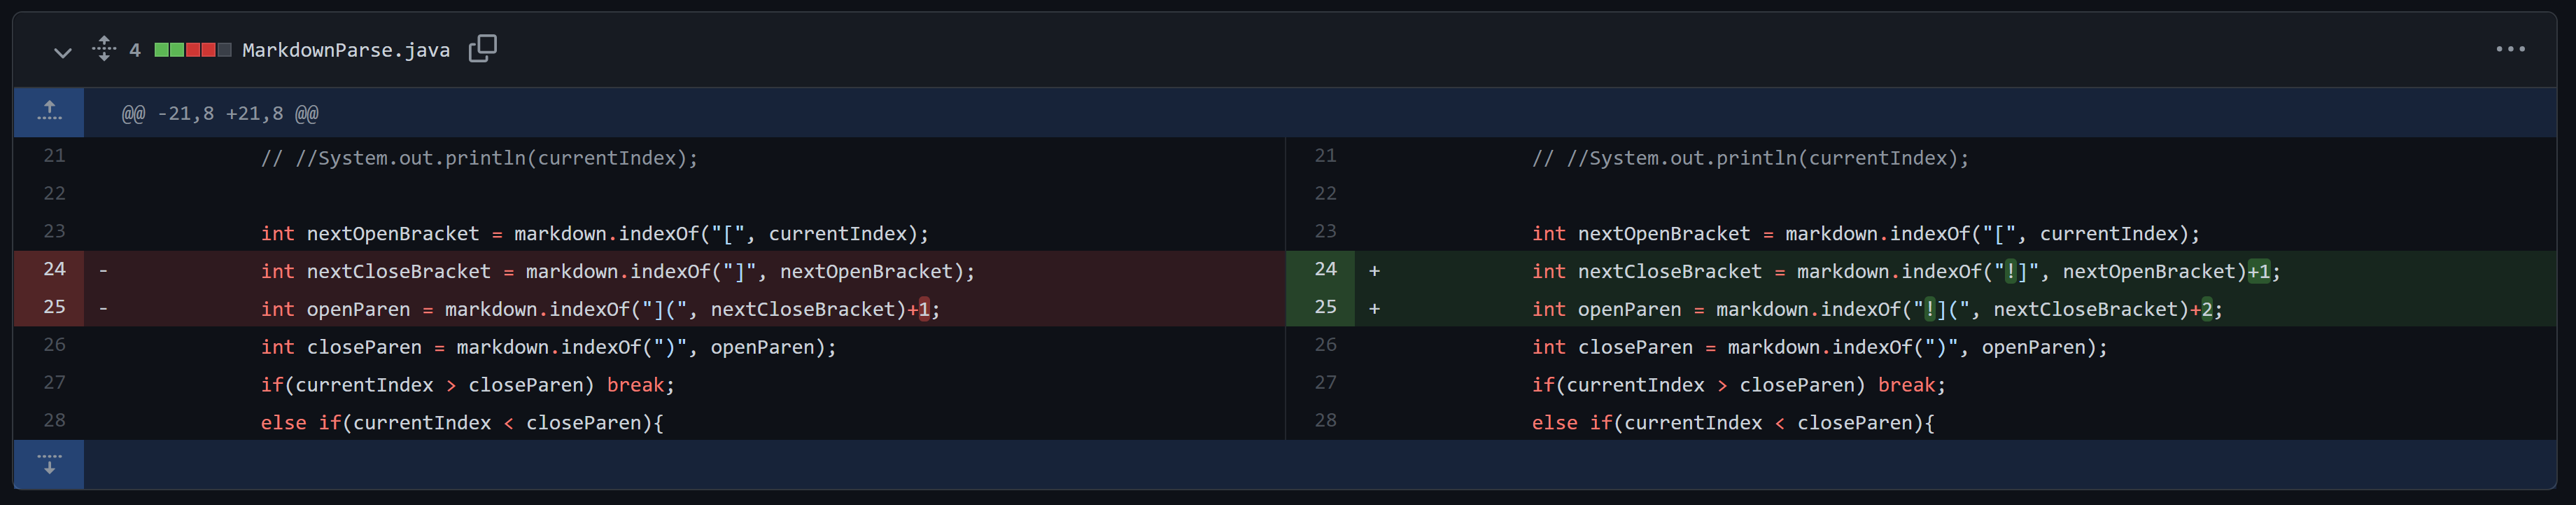 4 MarkdownParse.java
@@ -21,8 +21,8 @@
21 // //System.out.println(currentIndex);
22
23 int nextOpenBracket = markdown.indexOf("[", currentIndex);
24 - int nextCloseBracket = markdown.indexOf("]", nextOpenBracket);
25 - int openParen = markdown.indexOf("](", nextCloseBracket)+1;
26 int closeParen = markdown.indexOf(")", openParen);
27 if(currentIndex > closeParen) break;
28 else if(currentIndex < closeParen){
21 // //System.out.println(currentIndex);
22
23 int nextOpenBracket = markdown.indexOf("[", currentIndex);
24 + int nextCloseBracket = markdown.indexOf("!]", nextOpenBracket)+1;
25 + int openParen = markdown.indexOf("!](", nextCloseBracket)+2;
26 int closeParen = markdown.indexOf(")", openParen);
27 if(currentIndex > closeParen) break;
28 else if(currentIndex < closeParen){